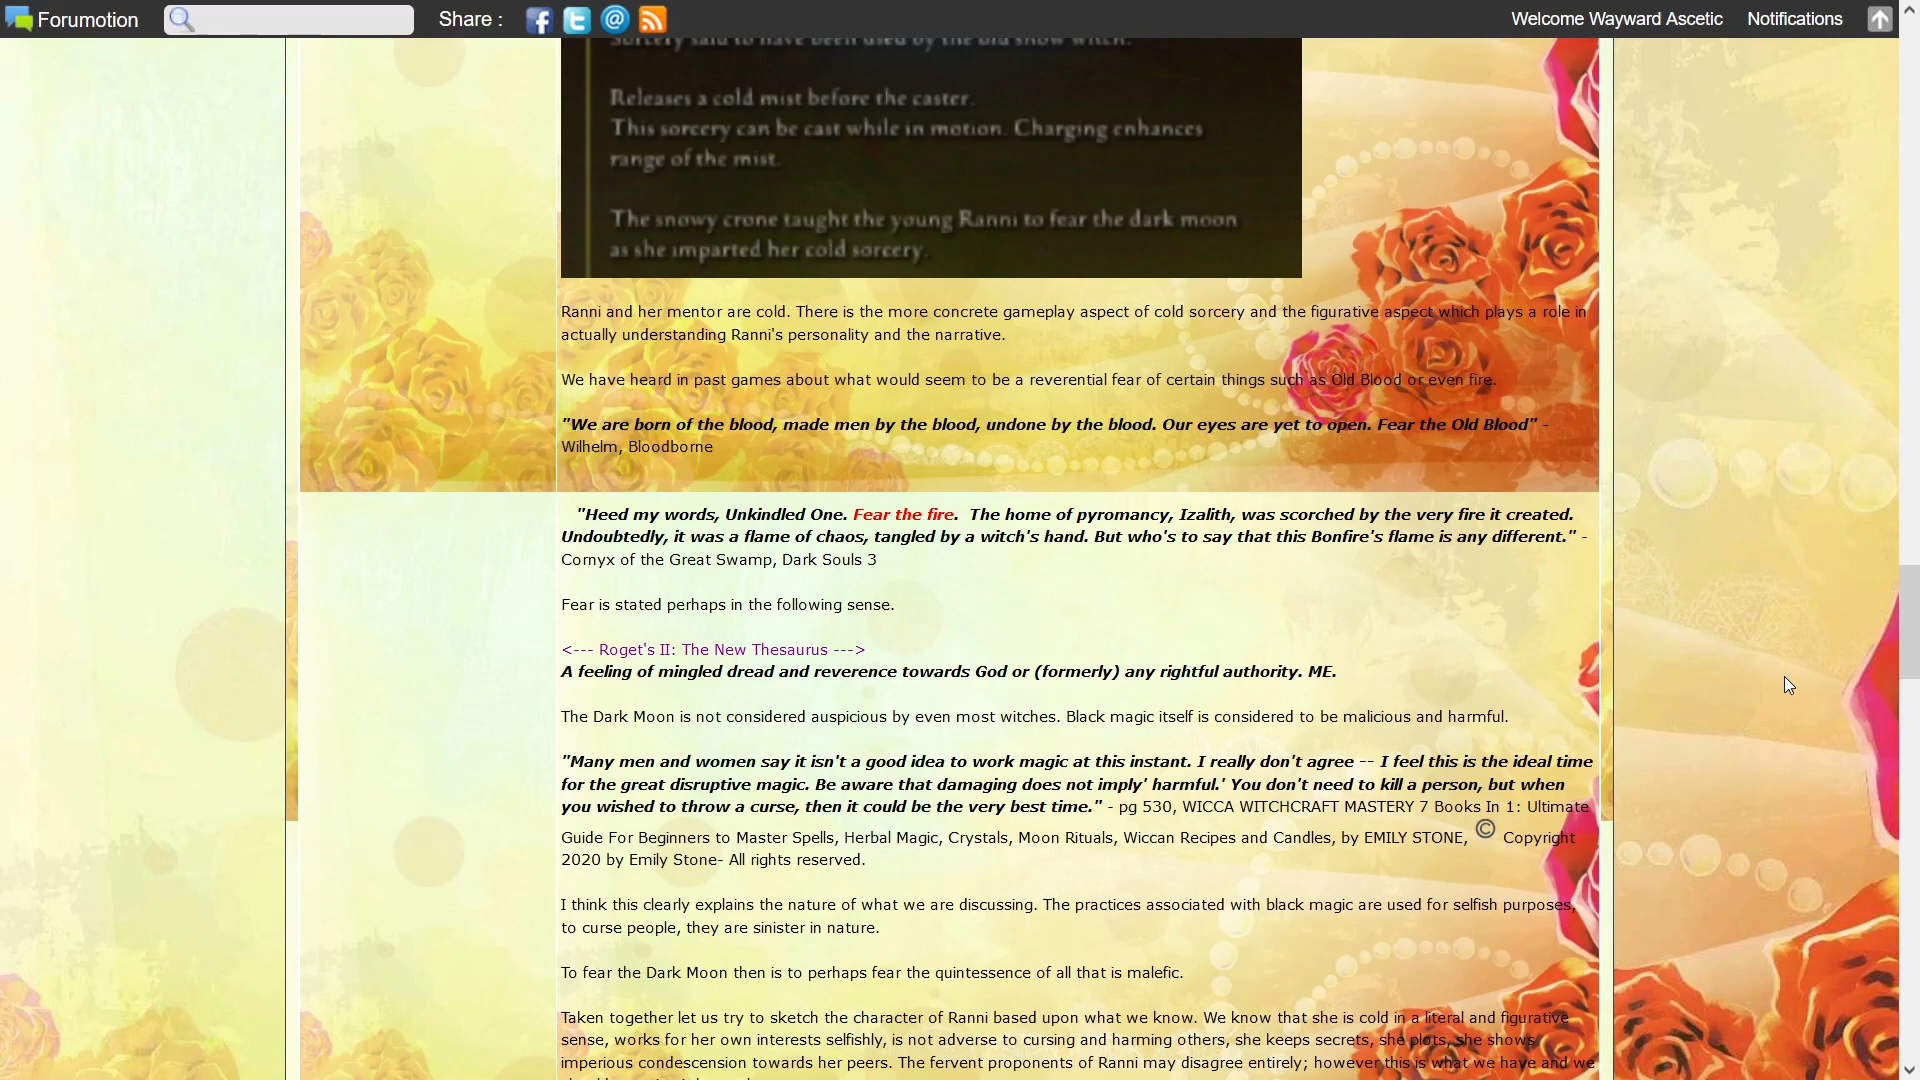 Forumotion Share : Welcome Wayward Ascetic Notifications
Sorcery said to have been used by the old snow witch.
Releases a cold mist before the caster.
This sorcery can be cast while in motion. Charging enhances
range of the mist.
The snowy crone taught the young Ranni to fear the dark moon
as she imparted her cold sorcery.
Ranni and her mentor are cold. There is the more concrete gameplay aspect of cold sorcery and the figurative aspect which plays a role in
actually understanding Ranni's personality and the narrative.
We have heard in past games about what would seem to be a reverential fear of certain things such as Old Blood or even fire.
"We are born of the blood, made men by the blood, undone by the blood. Our eyes are yet to open. Fear the Old Blood" -
Wilhelm, Bloodborne
"Heed my words, Unkindled One. Fear the fire.  The home of pyromancy, Izalith, was scorched by the very fire it created.
Undoubtedly, it was a flame of chaos, tangled by a witch's hand. But who's to say that this Bonfire's flame is any different." -
Cornyx of the Great Swamp, Dark Souls 3
Fear is stated perhaps in the following sense.
<--- Roget's II: The New Thesaurus --->
A feeling of mingled dread and reverence towards God or (formerly) any rightful authority. ME.
The Dark Moon is not considered auspicious by even most witches. Black magic itself is considered to be malicious and harmful.
"Many men and women say it isn't a good idea to work magic at this instant. I really don't agree -- I feel this is the ideal time
for the great disruptive magic. Be aware that damaging does not imply' harmful.' You don't need to kill a person, but when
you wished to throw a curse, then it could be the very best time." - pg 530, WICCA WITCHCRAFT MASTERY 7 Books In 1: Ultimate
Guide For Beginners to Master Spells, Herbal Magic, Crystals, Moon Rituals, Wiccan Recipes and Candles, by EMILY STONE, © Copyright
2020 by Emily Stone- All rights reserved.
I think this clearly explains the nature of what we are discussing. The practices associated with black magic are used for selfish purposes,
to curse people, they are sinister in nature.
To fear the Dark Moon then is to perhaps fear the quintessence of all that is malefic.
Taken together let us try to sketch the character of Ranni based upon what we know. We know that she is cold in a literal and figurative
sense, works for her own interests selfishly, is not adverse to cursing and harming others, she keeps secrets, she plots, she shows
imperious condescension towards her peers. The fervent proponents of Ranni may disagree entirely; however this is what we have and we